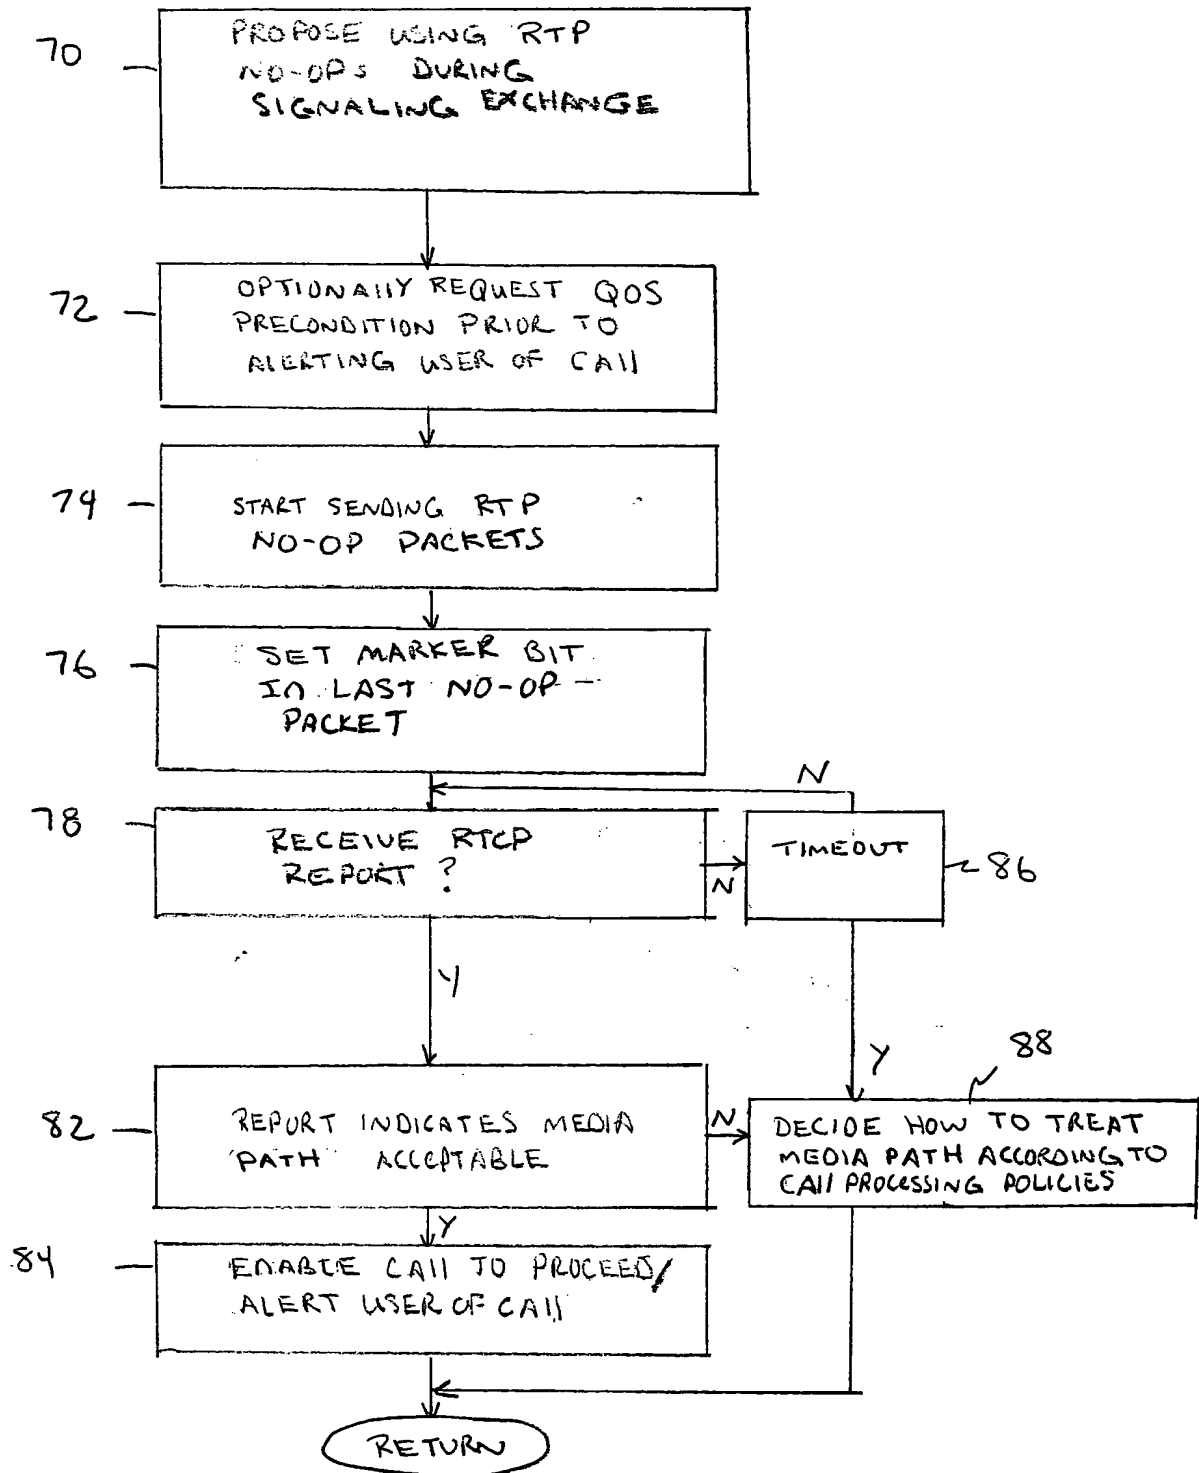 70
PROPOSE USING RTP
NO-OPS DURING
SIGNALING EXCHANGE
72
OPTIONALLY REQUEST QOS
PRECONDITION PRIOR TO
ALERTING USER OF CALL
74
START SENDING RTP
NO-OP PACKETS
76
SET MARKER BIT
IN LAST NO-OP
PACKET
N
78
RECEIVE RTCP
REPORT?
N
TIMEOUT
86
Y
Y
88
82
REPORT INDICATES MEDIA
PATH ACCEPTABLE
N
DECIDE HOW TO TREAT
MEDIA PATH ACCORDING TO
CALL PROCESSING POLICIES
Y
84
ENABLE CALL TO PROCEED/
ALERT USER OF CALL
RETURN